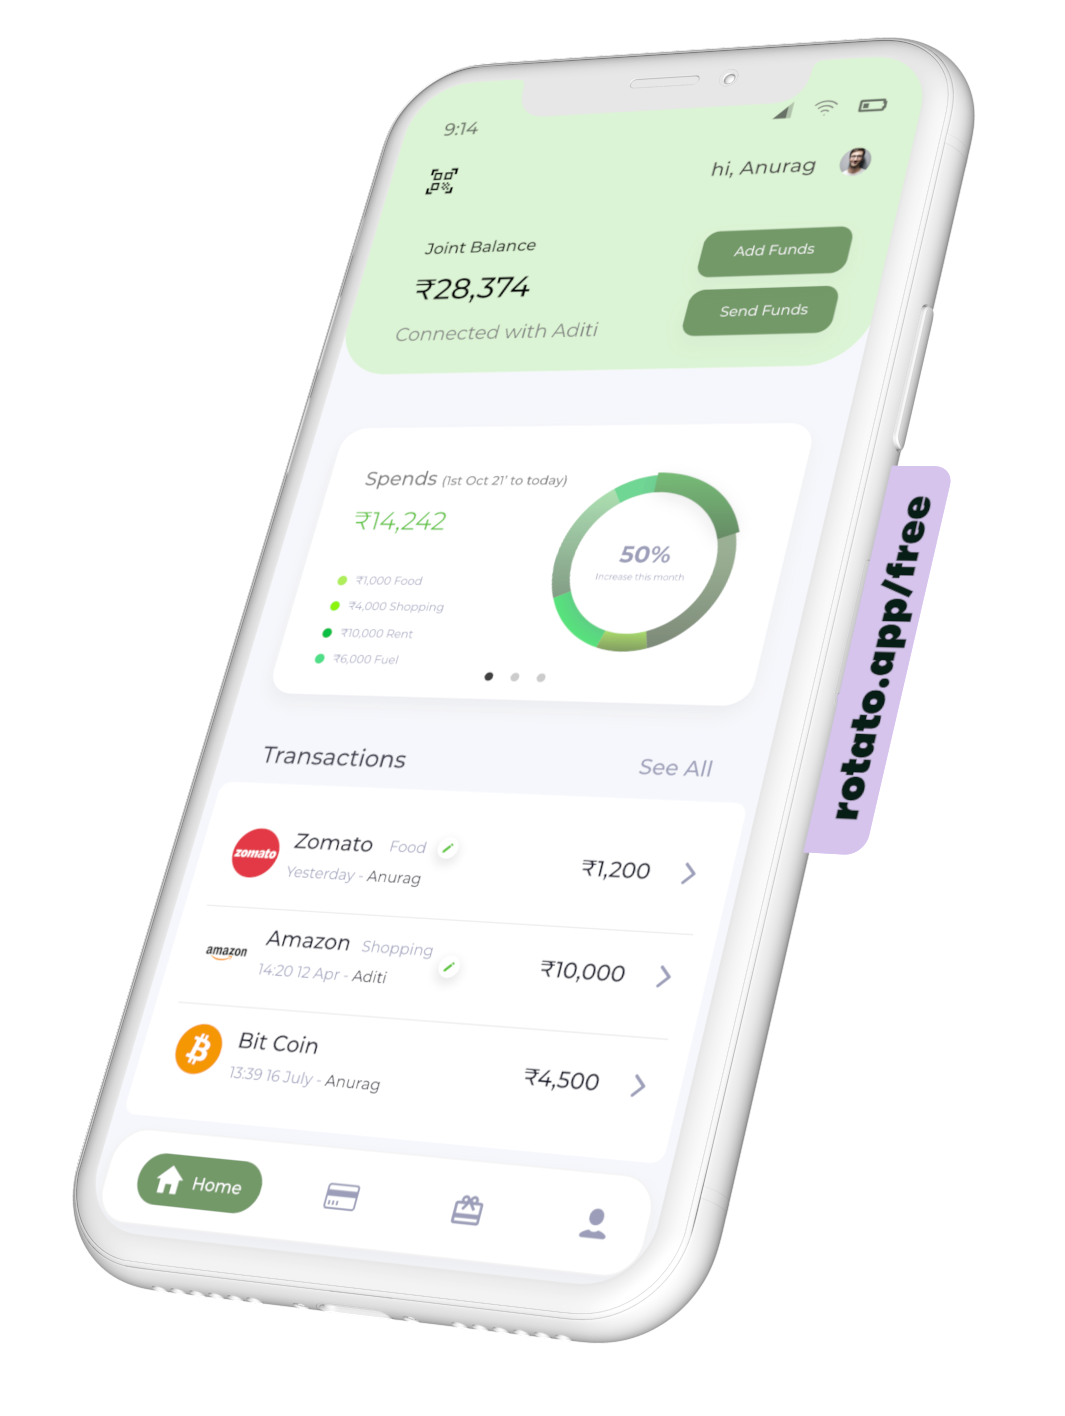 9:14
hi, Anurag
Joint Balance
₹28,374
Connected with Aditi
Add Funds
Send Funds
Spends (1st Oct 21' to today)
₹14,242
₹1,000 Food
₹4,000 Shopping
₹10,000 Rent
₹6,000 Fuel
50%
Increase this month
Transactions
See All
zomato
Zomato Food
Yesterday - Anurag
₹1,200
amazon
Amazon Shopping
14:20 12 Apr - Aditi
₹10,000
Bit Coin
13:39 16 July - Anurag
₹4,500
Home
rotato.app/free